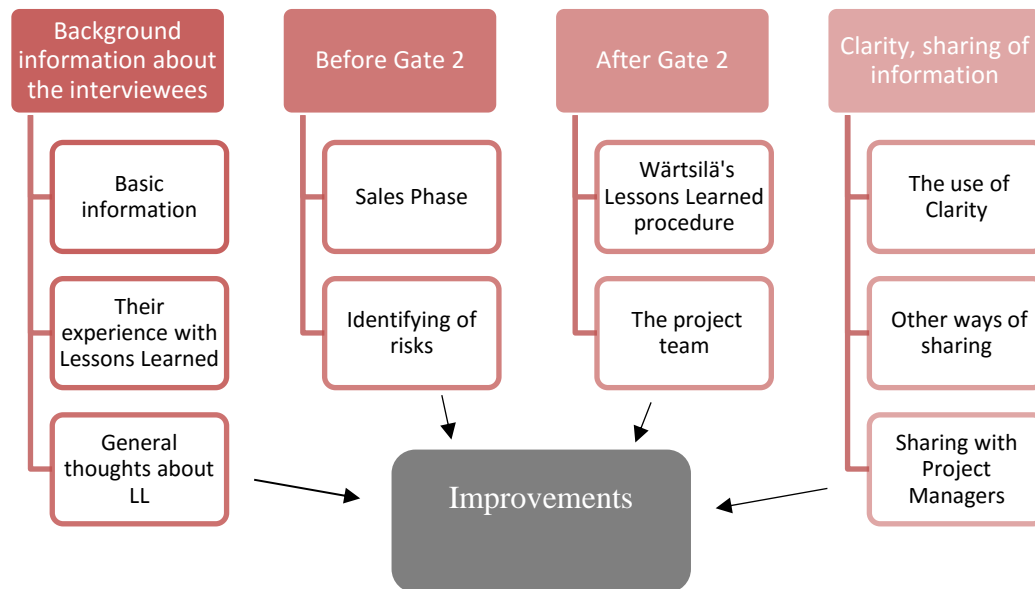 Background
information about
the interviewees
Basic
information
Their
experience with
Lessons Learned
General
thoughts about
LL
Before Gate 2
Sales Phase
Identifying of
risks
After Gate 2
Wärtsilä's
Lessons Learned
procedure
The project
team
Clarity, sharing of
information
The use of
Clarity
Other ways of
sharing
Sharing with
Project
Managers
Improvements